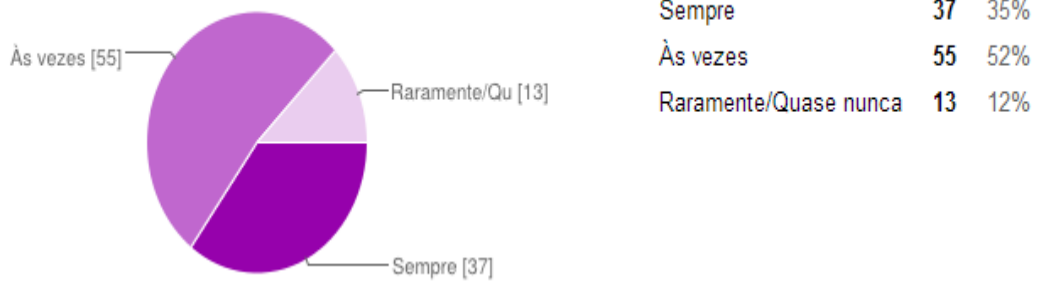 Às vezes [55]
Raramente/Qu [13]
Sempre [37]
Sempre 37 35%
Às vezes 55 52%
Raramente/Quase nunca 13 12%